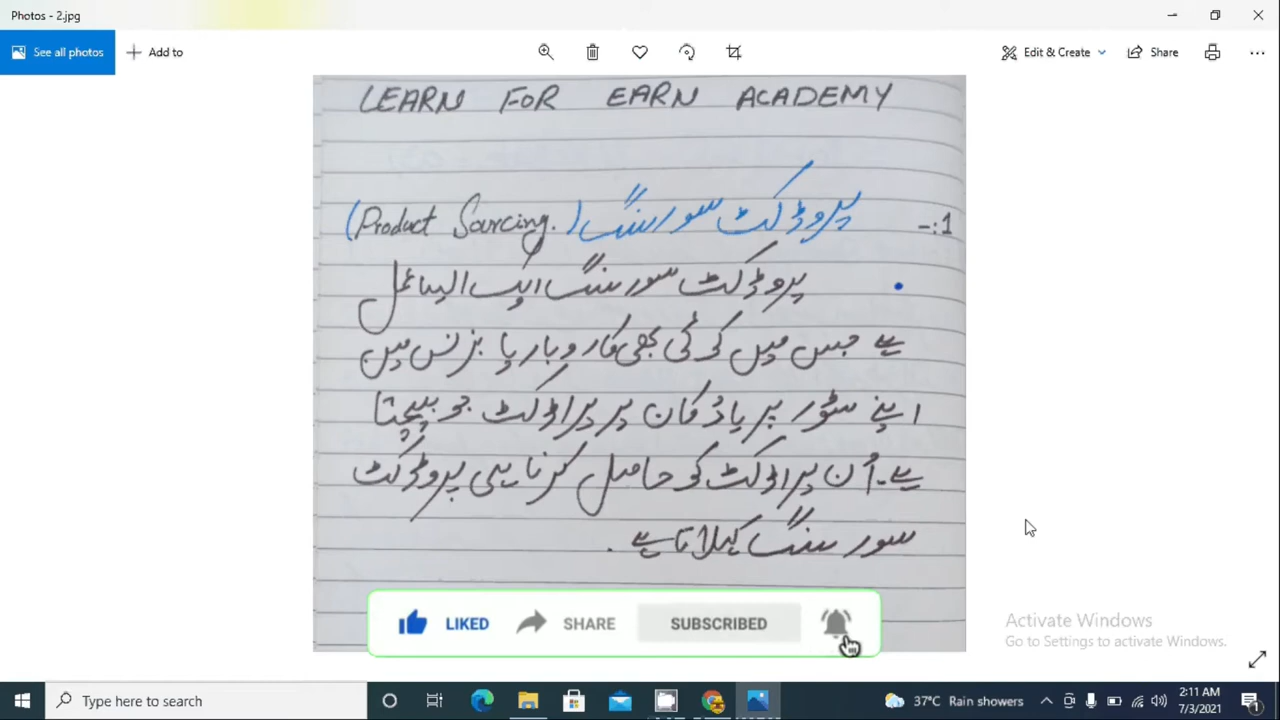 Photos - 2.jpg
See all photos
Add to
Edit & Create
Share
LEARN FOR EARN ACADEMY
1:- پروڈکٹ سورسنگ (Product Sourcing.)
پروڈکٹ سورسنگ ایک ایسا عمل
ہے جس میں کوئی بھی کاروبار یا بزنس میں
اپنے سٹور پر یا دُکان پر پراڈکٹ جو بیچتا
ہے۔ اُن پراڈکٹ کو حاصل کرنا ہی پروڈکٹ
سورسنگ کہلاتا ہے.
LIKED
SHARE
SUBSCRIBED
Activate Windows
Go to Settings to activate Windows.
Type here to search
37°C Rain showers
2:11 AM
7/3/2021
1